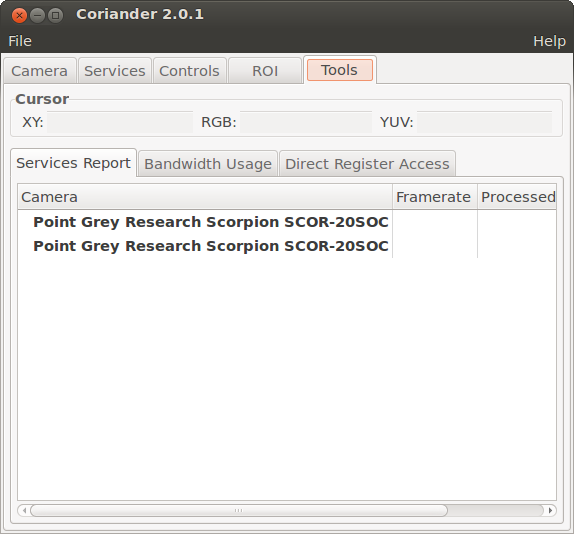 Coriander 2.0.1
File Help
Camera Services Controls ROI Tools
Cursor
XY: RGB: YUV:
Services Report Bandwidth Usage Direct Register Access
Camera Framerate Processed
Point Grey Research Scorpion SCOR-20SOC
Point Grey Research Scorpion SCOR-20SOC